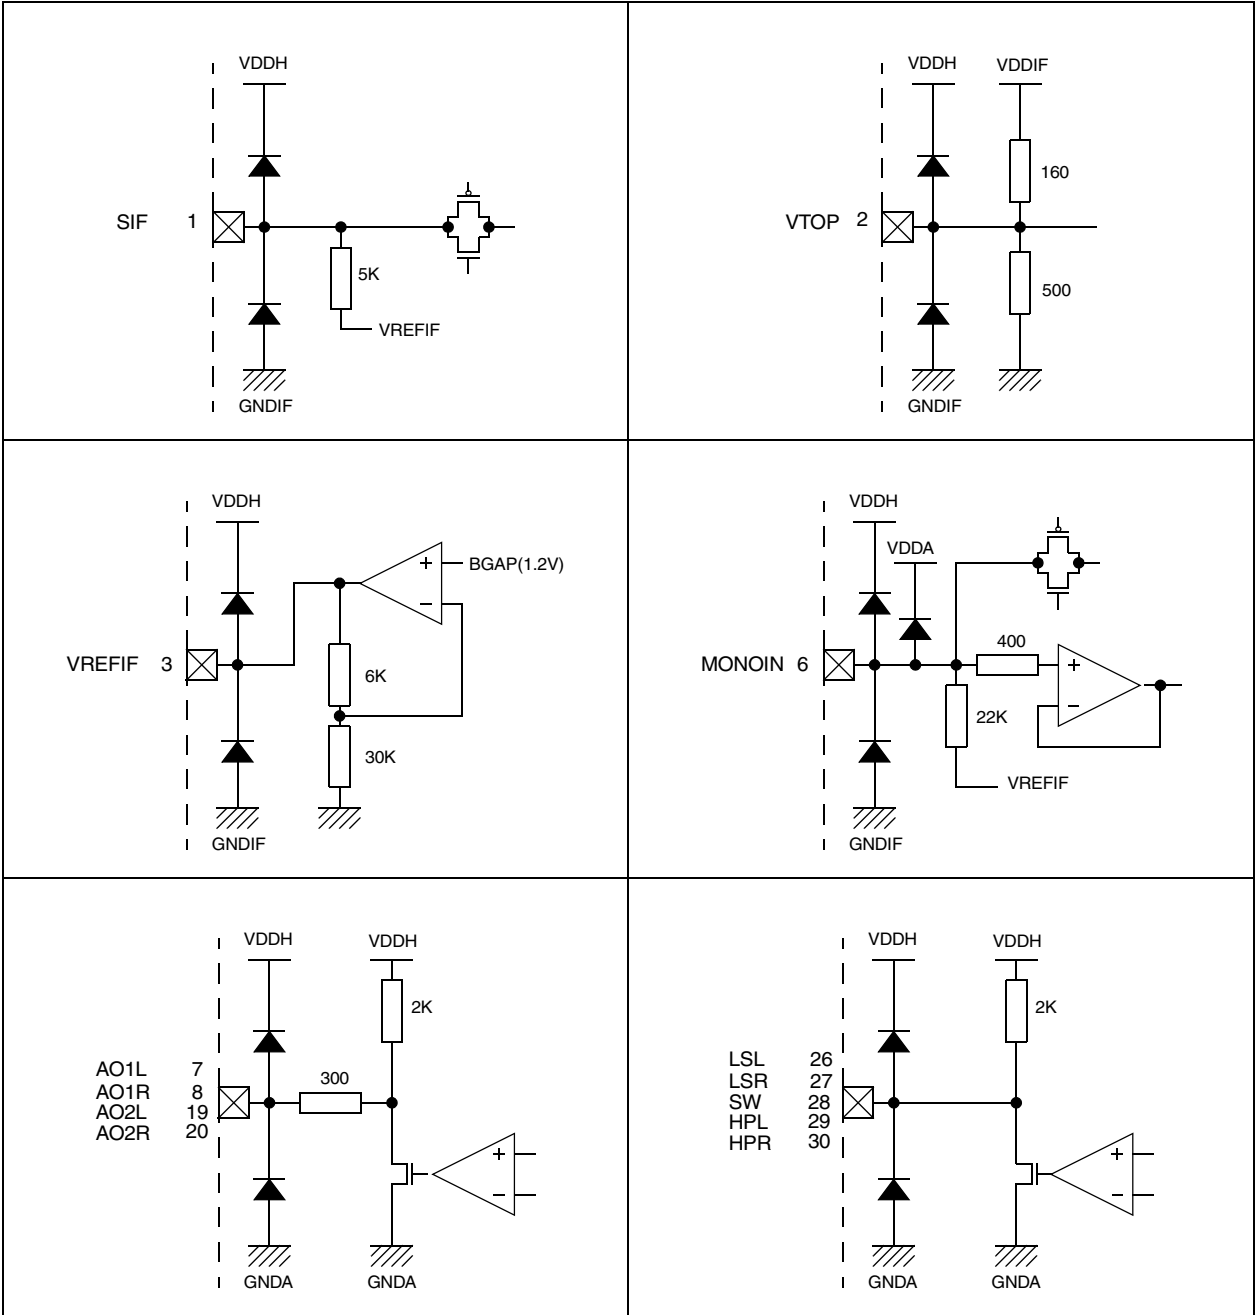 VDDH
SIF 1
5K
VREFIF
GNDIF
VDDH VDDIF
160
VTOP 2
500
GNDIF
VDDH
+ BGAP(1.2V)
−
VREFIF 3
6K
30K
GNDIF
VDDH
VDDA
400
MONOIN 6
+
−
22K
VREFIF
GNDIF
VDDH VDDH
2K
AO1L 7
AO1R 8
AO2L 19
AO2R 20
300
+
−
GNDA GNDA
VDDH VDDH
2K
LSL 26
LSR 27
SW 28
HPL 29
HPR 30
+
−
GNDA GNDA